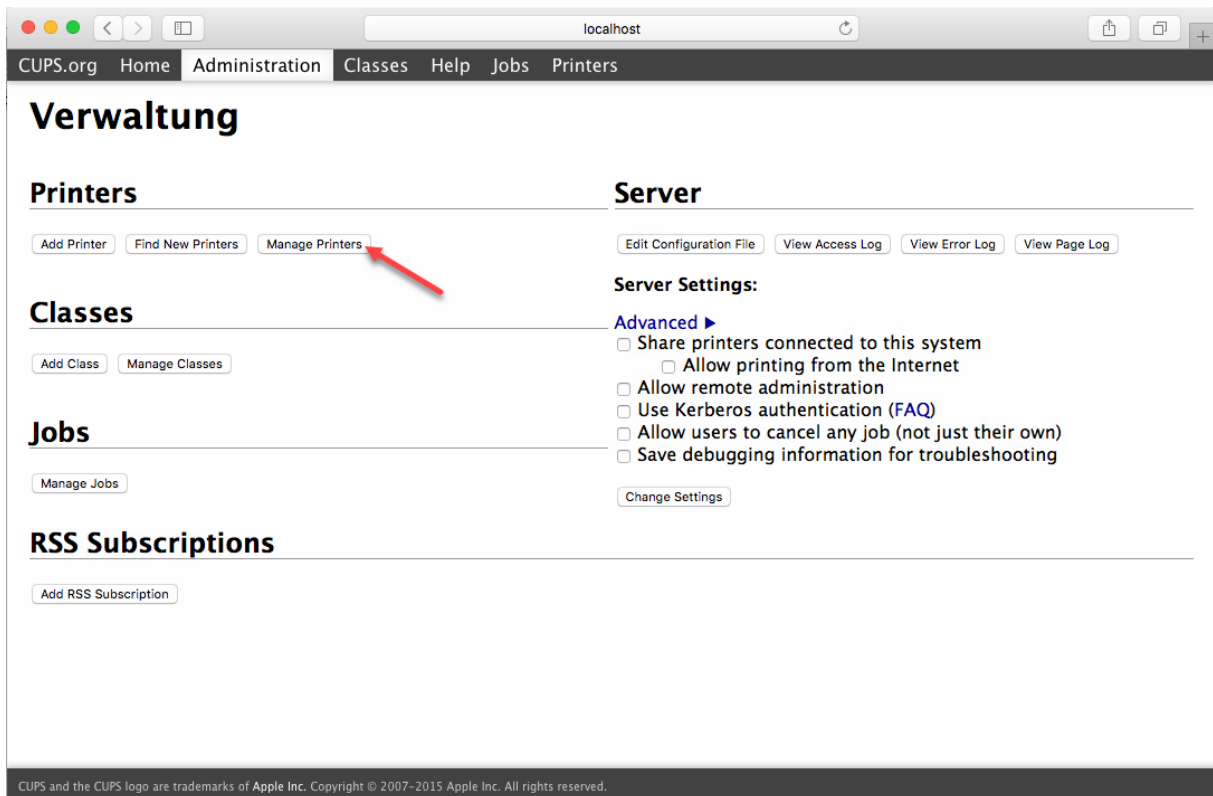 localhost
CUPS.org Home Administration Classes Help Jobs Printers
Verwaltung
Printers
Add Printer Find New Printers Manage Printers
Classes
Add Class Manage Classes
Jobs
Manage Jobs
Server
Edit Configuration File View Access Log View Error Log View Page Log
Server Settings:
Advanced ▶
Share printers connected to this system
Allow printing from the Internet
Allow remote administration
Use Kerberos authentication (FAQ)
Allow users to cancel any job (not just their own)
Save debugging information for troubleshooting
Change Settings
RSS Subscriptions
Add RSS Subscription
CUPS and the CUPS logo are trademarks of Apple Inc. Copyright © 2007-2015 Apple Inc. All rights reserved.